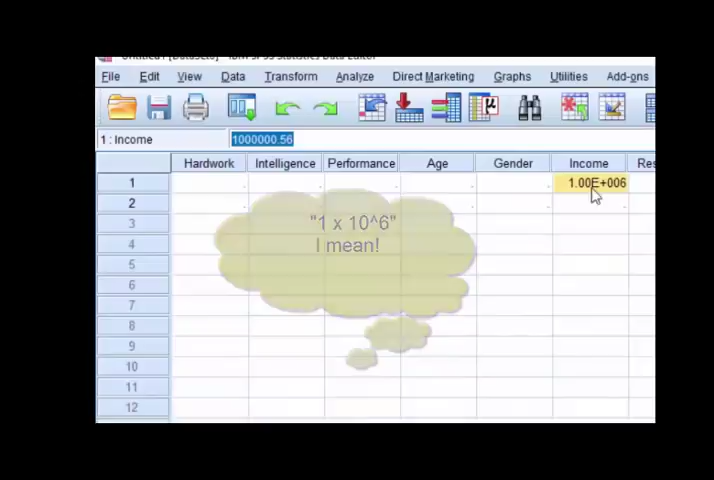 File Edit View Data Transform Analyze Direct Marketing Graphs Utilities Add-ons
1 : Income 1000000.56
Hardwork Intelligence Performance Age Gender Income Res
1 . . . . . 1.00E+006
2 . . . . . .
3
4
5
6
7
8
9
10
11
12
"1 x 10^6"
I mean!